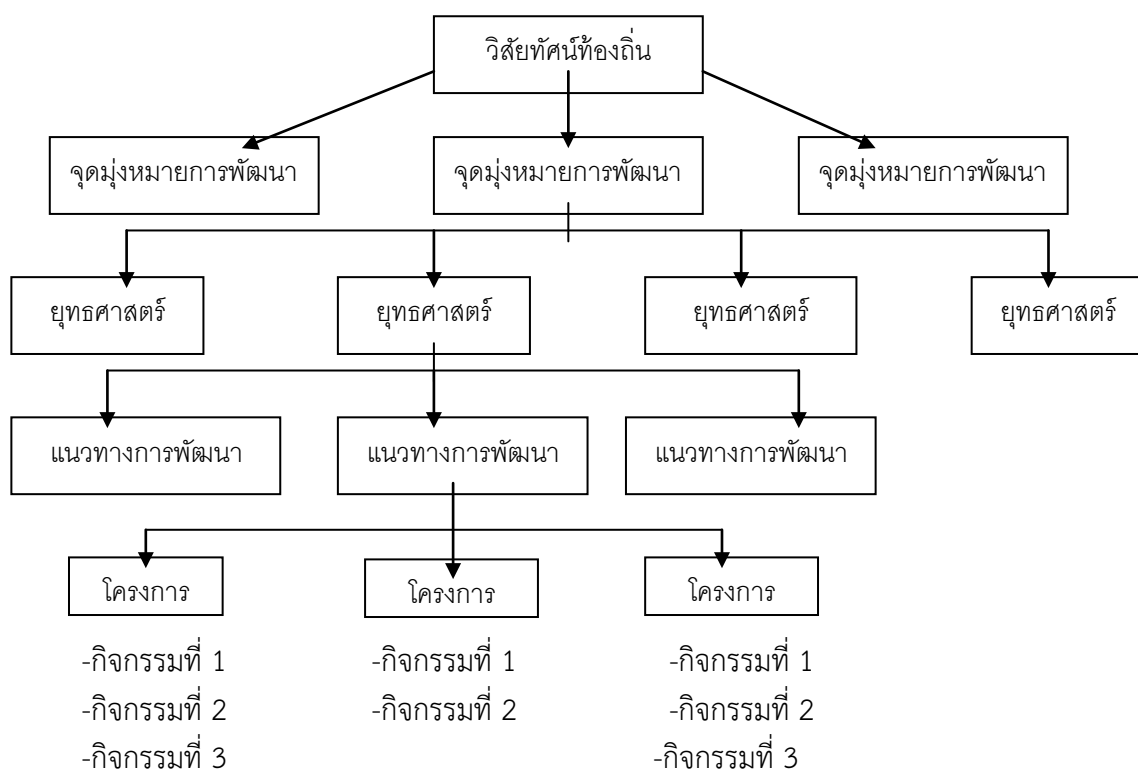 วิสัยทัศน์ท้องถิ่น
จุดมุ่งหมายการพัฒนา
จุดมุ่งหมายการพัฒนา
จุดมุ่งหมายการพัฒนา
ยุทธศาสตร์
ยุทธศาสตร์
ยุทธศาสตร์
ยุทธศาสตร์
แนวทางการพัฒนา
แนวทางการพัฒนา
แนวทางการพัฒนา
โครงการ
-กิจกรรมที่ 1
-กิจกรรมที่ 2
-กิจกรรมที่ 3
โครงการ
-กิจกรรมที่ 1
-กิจกรรมที่ 2
โครงการ
-กิจกรรมที่ 1
-กิจกรรมที่ 2
-กิจกรรมที่ 3